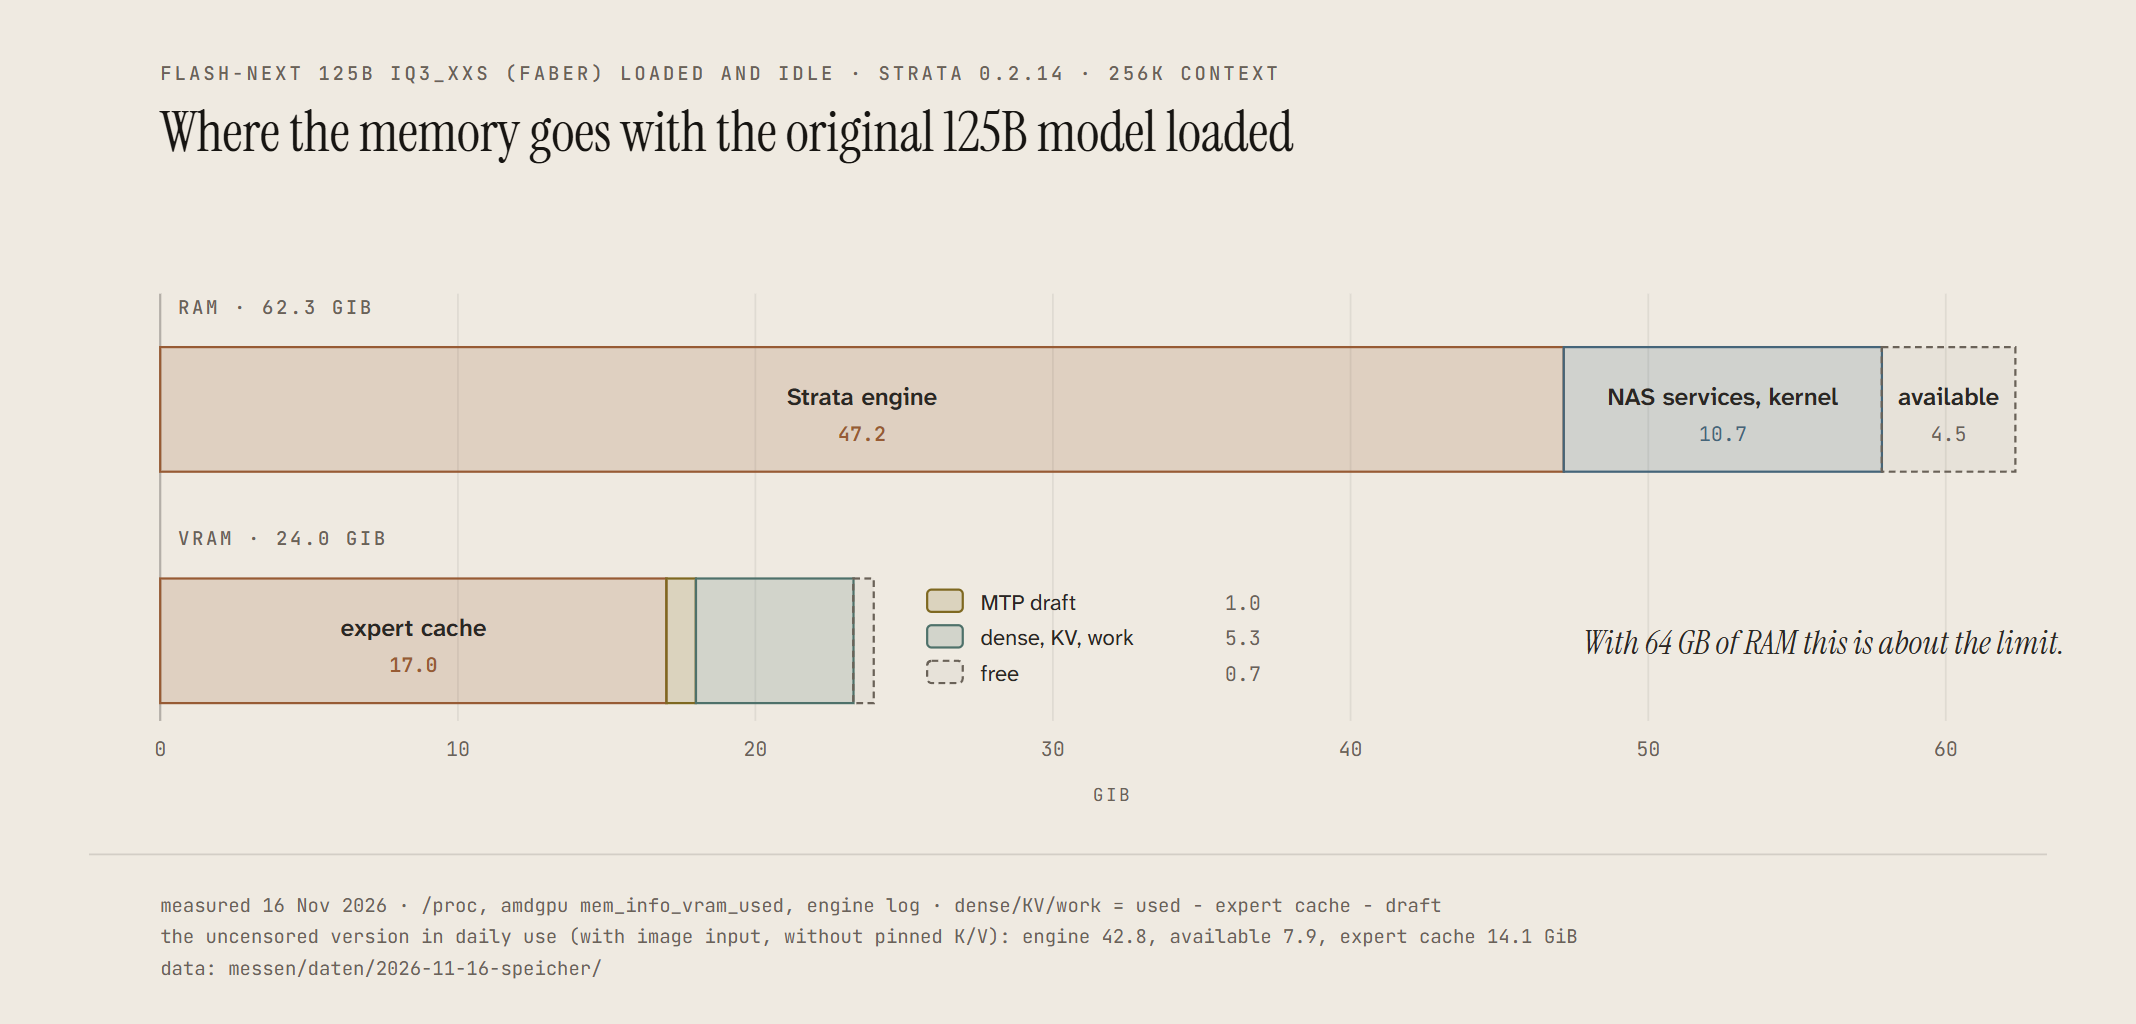 FLASH-NEXT 125B IQ3_XXS (FABER) LOADED AND IDLE · STRATA 0.2.14 · 256K CONTEXT
Where the memory goes with the original 125B model loaded
RAM · 62.3 GIB
Strata engine
47.2
NAS services, kernel
10.7
available
4.5
VRAM · 24.0 GIB
expert cache
17.0
MTP draft 1.0
dense, KV, work 5.3
free 0.7
With 64 GB of RAM this is about the limit.
0 10 20 30 40 50 60
GIB
measured 16 Nov 2026 · /proc, amdgpu mem_info_vram_used, engine log · dense/KV/work = used - expert cache - draft
the uncensored version in daily use (with image input, without pinned K/V): engine 42.8, available 7.9, expert cache 14.1 GiB
data: messen/daten/2026-11-16-speicher/